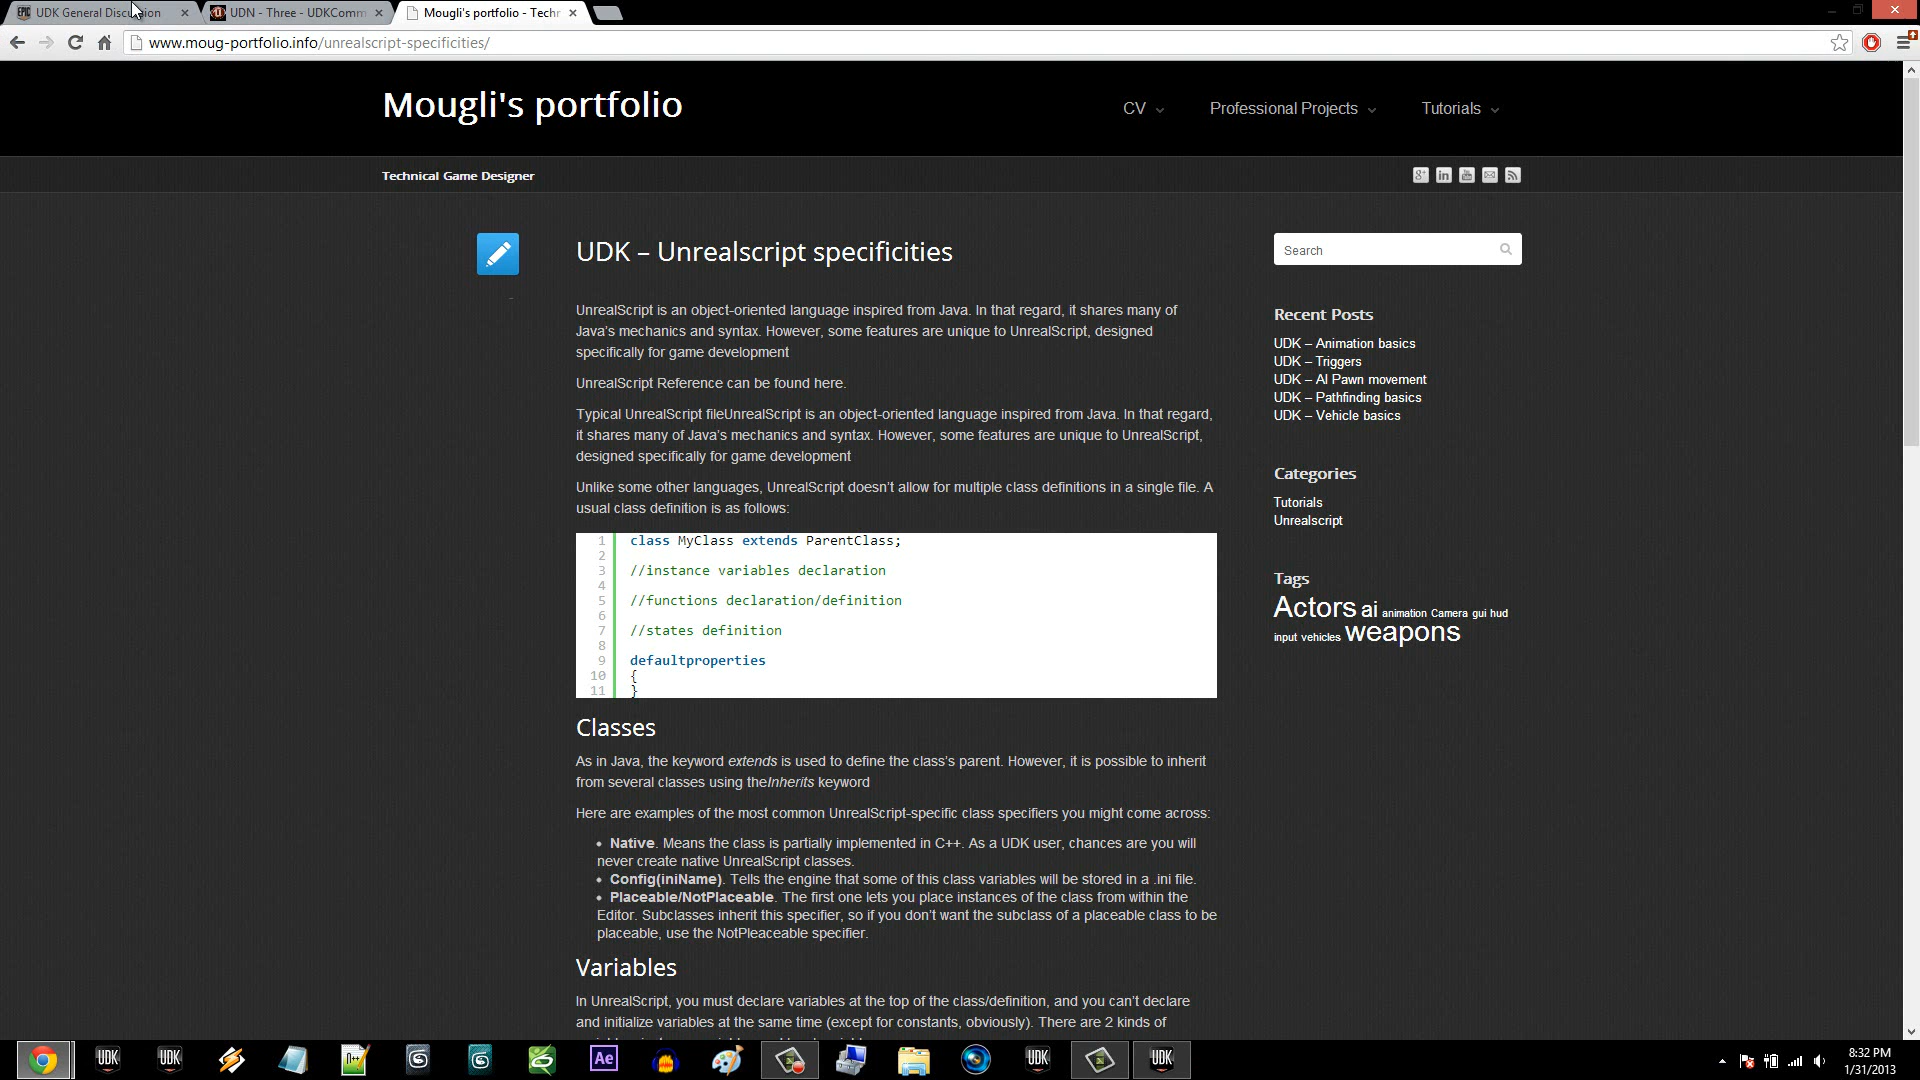 UDK General Discussion
UDN - Three - UDKComm
Mougli's portfolio - Techn
www.moug-portfolio.info/unrealscript-specificities/
Mougli's portfolio
CV
Professional Projects
Tutorials
Technical Game Designer
UDK – Unrealscript specificities
UnrealScript is an object-oriented language inspired from Java. In that regard, it shares many of
Java's mechanics and syntax. However, some features are unique to UnrealScript, designed
specifically for game development
UnrealScript Reference can be found here.
Typical UnrealScript fileUnrealScript is an object-oriented language inspired from Java. In that regard,
it shares many of Java's mechanics and syntax. However, some features are unique to UnrealScript,
designed specifically for game development
Unlike some other languages, UnrealScript doesn't allow for multiple class definitions in a single file. A
usual class definition is as follows:
1 class MyClass extends ParentClass;
2
3 //instance variables declaration
4
5 //functions declaration/definition
6
7 //states definition
8
9 defaultproperties
10 {
11 }
Classes
As in Java, the keyword extends is used to define the class's parent. However, it is possible to inherit
from several classes using theInherits keyword
Here are examples of the most common UnrealScript-specific class specifiers you might come across:
• Native. Means the class is partially implemented in C++. As a UDK user, chances are you will
never create native UnrealScript classes.
• Config(iniName). Tells the engine that some of this class variables will be stored in a .ini file.
• Placeable/NotPlaceable. The first one lets you place instances of the class from within the
Editor. Subclasses inherit this specifier, so if you don't want the subclass of a placeable class to be
placeable, use the NotPleaceable specifier.
Variables
In UnrealScript, you must declare variables at the top of the class/definition, and you can't declare
and initialize variables at the same time (except for constants, obviously). There are 2 kinds of
Search
Recent Posts
UDK – Animation basics
UDK – Triggers
UDK – AI Pawn movement
UDK – Pathfinding basics
UDK – Vehicle basics
Categories
Tutorials
Unrealscript
Tags
Actors ai animation Camera gui hud
input vehicles weapons
UDK
UDK
Ae
UDK
UDK
8:32 PM
1/31/2013